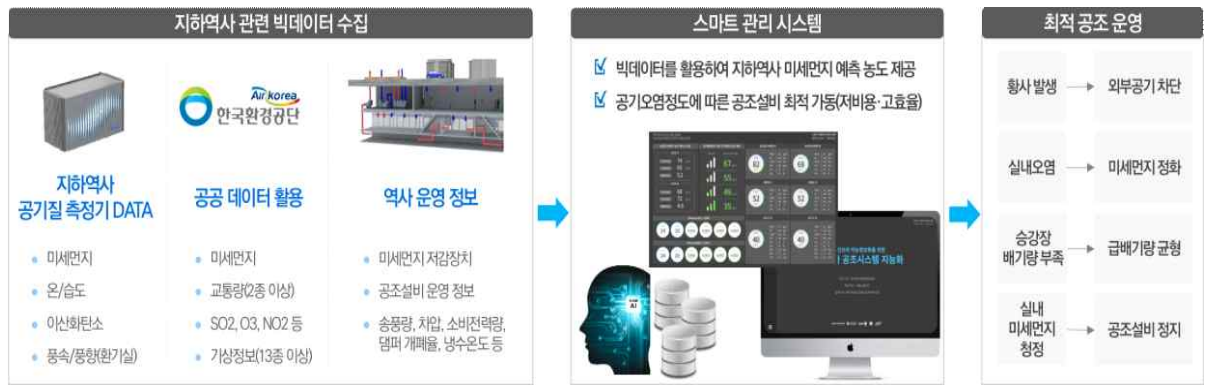 지하역사 관련 빅데이터 수집
Air korea
한국환경공단
지하역사
공기질 측정기 DATA
미세먼지
온/습도
이산화탄소
풍속/풍향(환기실)
공공 데이터 활용
미세먼지
교통량(2종 이상)
SO2, O3, NO2 등
기상정보(13종 이상)
역사 운영 정보
미세먼지 저감장치
공조설비 운영 정보
송풍량, 차압, 소비전력량,
댐퍼 개폐율, 냉수온도 등
스마트 관리 시스템
빅데이터를 활용하여 지하역사 미세먼지 예측 농도 제공
공기오염정도에 따른 공조설비 최적 가동(저비용·고효율)
AI
공조시스템 지능화
최적 공조 운영
황사 발생
외부공기 차단
실내오염
미세먼지 정화
승강장
배기량 부족
급배기량 균형
실내
미세먼지
청정
공조설비 정지